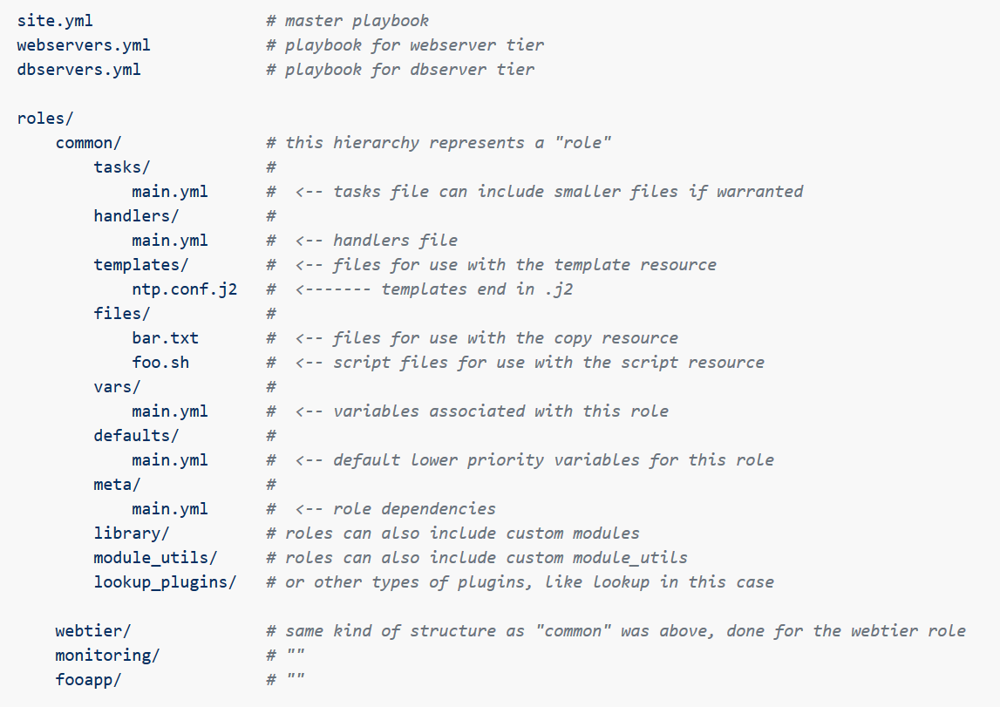 site.yml                  # master playbook
webservers.yml            # playbook for webserver tier
dbservers.yml             # playbook for dbserver tier

roles/
    common/               # this hierarchy represents a "role"
        tasks/            #
            main.yml      #  <-- tasks file can include smaller files if warranted
        handlers/         #
            main.yml      #  <-- handlers file
        templates/        #  <-- files for use with the template resource
            ntp.conf.j2   #  <------- templates end in .j2
        files/            #
            bar.txt       #  <-- files for use with the copy resource
            foo.sh        #  <-- script files for use with the script resource
        vars/             #
            main.yml      #  <-- variables associated with this role
        defaults/         #
            main.yml      #  <-- default lower priority variables for this role
        meta/             #
            main.yml      #  <-- role dependencies
        library/          # roles can also include custom modules
        module_utils/     # roles can also include custom module_utils
        lookup_plugins/   # or other types of plugins, like lookup in this case

    webtier/              # same kind of structure as "common" was above, done for the webtier role
    monitoring/           # ""
    fooapp/               # ""